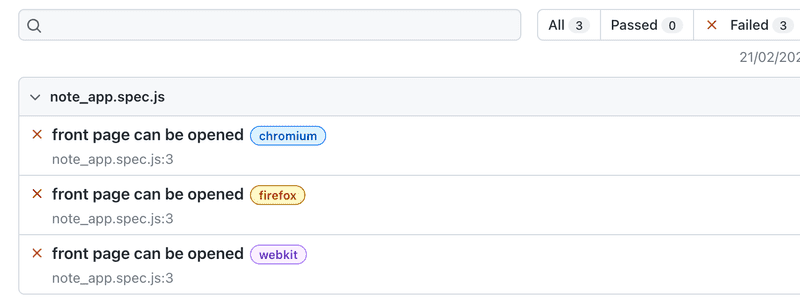 All 3 Passed 0 Failed 3
21/02/202
note_app.spec.js
front page can be opened chromium
note_app.spec.js:3
front page can be opened firefox
note_app.spec.js:3
front page can be opened webkit
note_app.spec.js:3